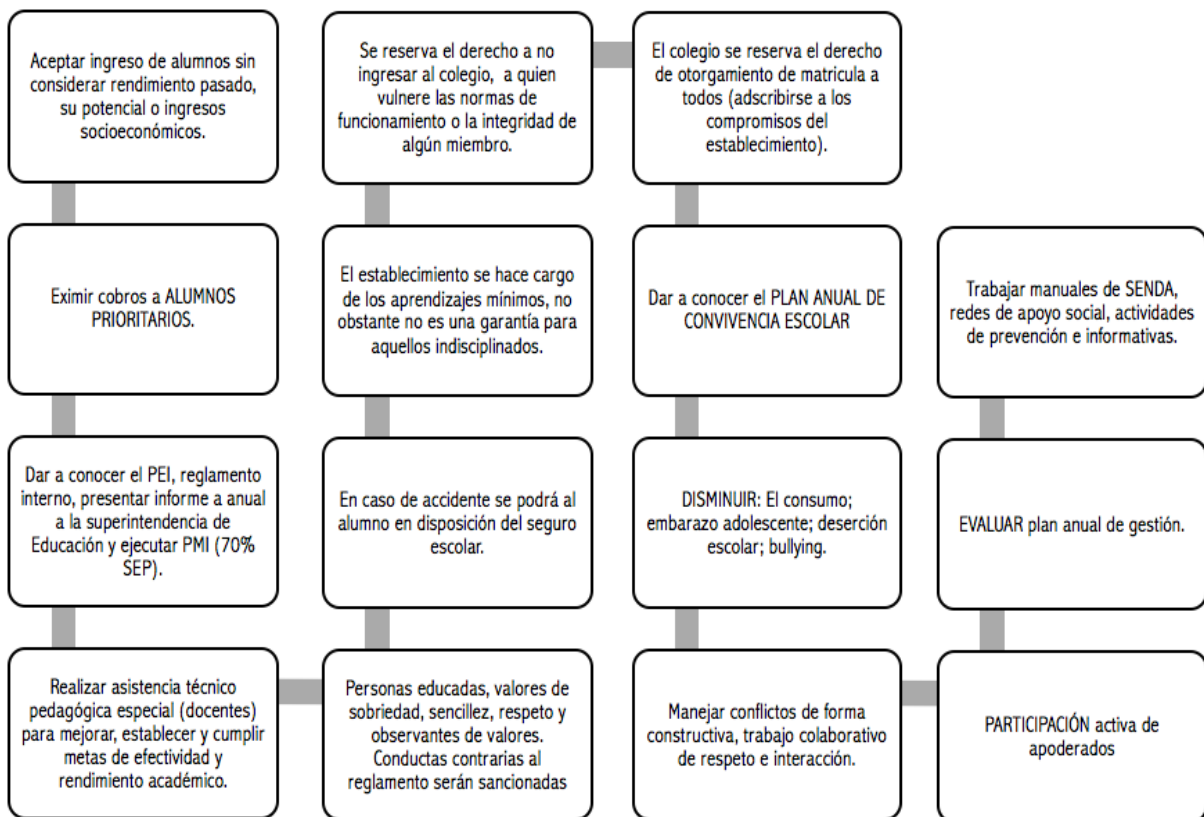 Aceptar ingreso de alumnos sin
considerar rendimiento pasado,
su potencial o ingresos
socioeconómicos.
Eximir cobros a ALUMNOS
PRIORITARIOS.
Dar a conocer el PEI, reglamento
interno, presentar informe a anual
a la superintendencia de
Educación y ejecutar PMI (70%
SEP).
Realizar asistencia técnico
pedagógica especial (docentes)
para mejorar, establecer y cumplir
metas de efectividad y
rendimiento académico.
Personas educadas, valores de
sobriedad, sencillez, respeto y
observantes de valores.
Conductas contrarias al
reglamento serán sancionadas
En caso de accidente se podrá al
alumno en disposición del seguro
escolar.
El establecimiento se hace cargo
de los aprendizajes mínimos, no
obstante no es una garantía para
aquellos indisciplinados.
Se reserva el derecho a no
ingresar al colegio, a quien
vulnere las normas de
funcionamiento o la integridad de
algún miembro.
El colegio se reserva el derecho
de otorgamiento de matricula a
todos (adscribirse a los
compromisos del
establecimiento).
Dar a conocer el PLAN ANUAL DE
CONVIVENCIA ESCOLAR
DISMINUIR: El consumo;
embarazo adolescente; deserción
escolar; bullying.
Manejar conflictos de forma
constructiva, trabajo colaborativo
de respeto e interacción.
PARTICIPACIÓN activa de
apoderados
EVALUAR plan anual de gestión.
Trabajar manuales de SENDA,
redes de apoyo social, actividades
de prevención e informativas.